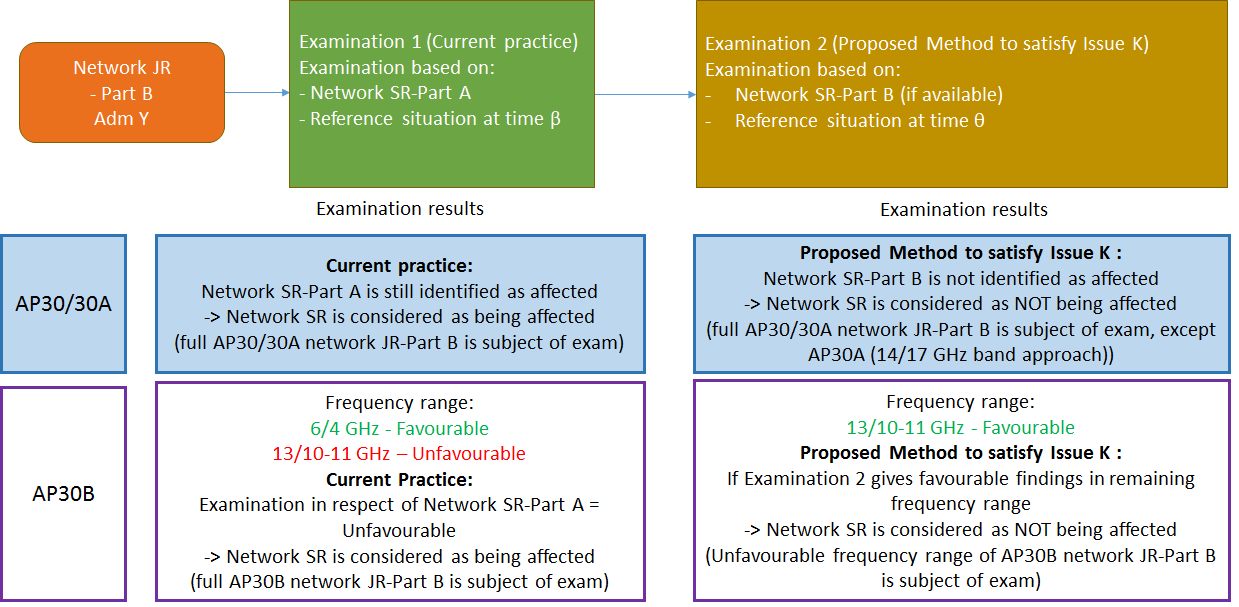 Network JR
- Part B
Adm Y
Examination 1 (Current practice)
Examination based on:
- Network SR-Part A
- Reference situation at time β
Examination 2 (Proposed Method to satisfy Issue K)
Examination based on:
- Network SR-Part B (if available)
- Reference situation at time θ
Examination results
Examination results
AP30/30A
Current practice:
Network SR-Part A is still identified as affected
-> Network SR is considered as being affected
(full AP30/30A network JR-Part B is subject of exam)
Proposed Method to satisfy Issue K :
Network SR-Part B is not identified as affected
-> Network SR is considered as NOT being affected
(full AP30/30A network JR-Part B is subject of exam, except
AP30A (14/17 GHz band approach))
AP30B
Frequency range:
6/4 GHz - Favourable
13/10-11 GHz – Unfavourable
Current Practice:
Examination in respect of Network SR-Part A =
Unfavourable
-> Network SR is considered as being affected
(full AP30B network JR-Part B is subject of exam)
Frequency range:
13/10-11 GHz - Favourable
Proposed Method to satisfy Issue K :
If Examination 2 gives favourable findings in remaining
frequency range
-> Network SR is considered as NOT being affected
(Unfavourable frequency range of AP30B network JR-Part B
is subject of exam)